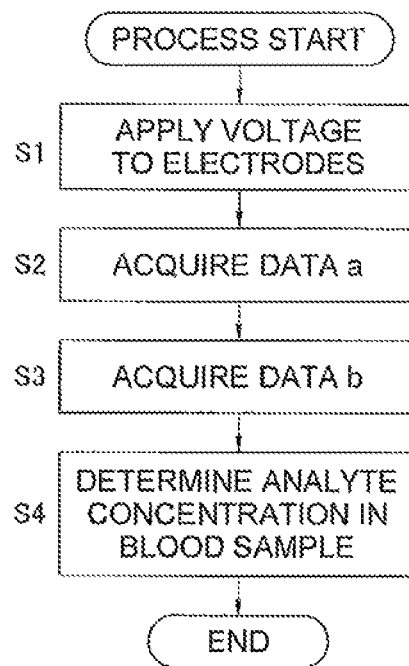 PROCESS START
S1
APPLY VOLTAGE
TO ELECTRODES
S2
ACQUIRE DATA a
S3
ACQUIRE DATA b
S4
DETERMINE ANALYTE
CONCENTRATION IN
BLOOD SAMPLE
END